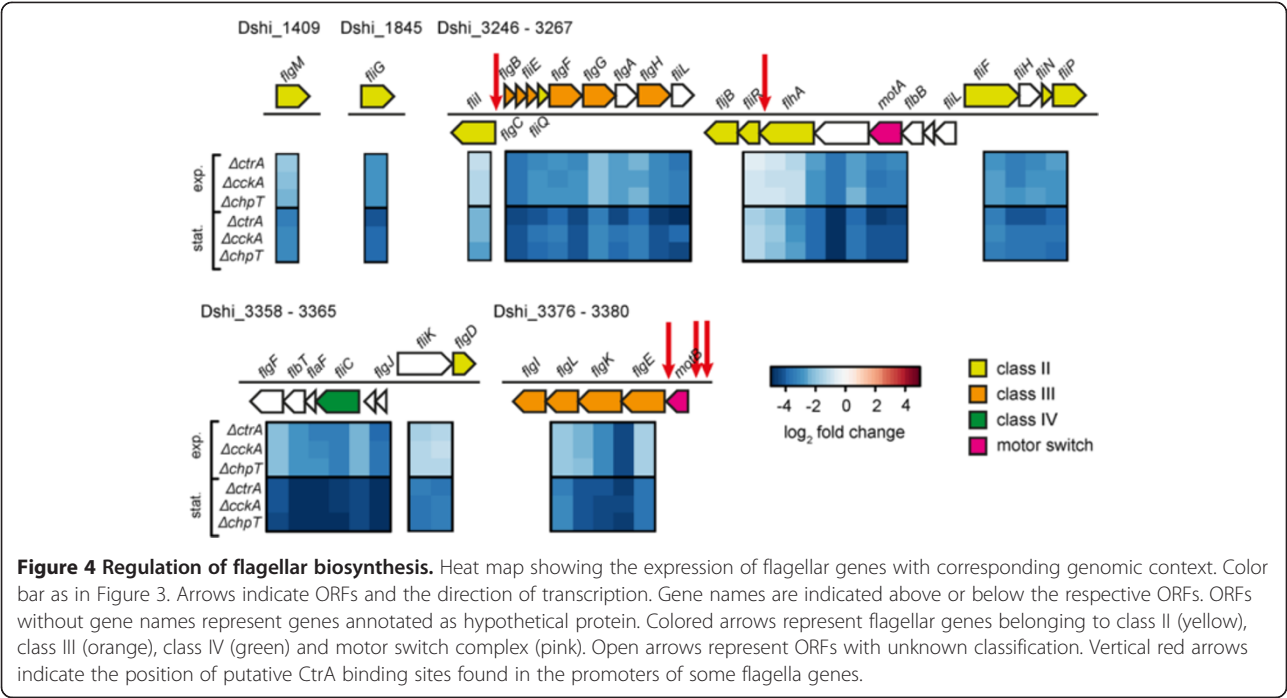 Dshi_1409 Dshi_1845 Dshi_3246 - 3267
flgM fliG fliI flgB fliE flgF flgG flgA flgH fliL fljB fliR flhA motA flbB fliL fliF fliH fliN fliP
flgC fliQ
exp.
ΔctrA
ΔcckA
ΔchpT
stat.
ΔctrA
ΔcckA
ΔchpT
Dshi_3358 - 3365 Dshi_3376 - 3380
flgF flbT flaF fliC flgJ fliK flgD flgI flgL flgK flgE motB
exp.
ΔctrA
ΔcckA
ΔchpT
stat.
ΔctrA
ΔcckA
ΔchpT
-4 -2 0 2 4
log2 fold change
class II
class III
class IV
motor switch
Figure 4 Regulation of flagellar biosynthesis. Heat map showing the expression of flagellar genes with corresponding genomic context. Color
bar as in Figure 3. Arrows indicate ORFs and the direction of transcription. Gene names are indicated above or below the respective ORFs. ORFs
without gene names represent genes annotated as hypothetical protein. Colored arrows represent flagellar genes belonging to class II (yellow),
class III (orange), class IV (green) and motor switch complex (pink). Open arrows represent ORFs with unknown classification. Vertical red arrows
indicate the position of putative CtrA binding sites found in the promoters of some flagella genes.